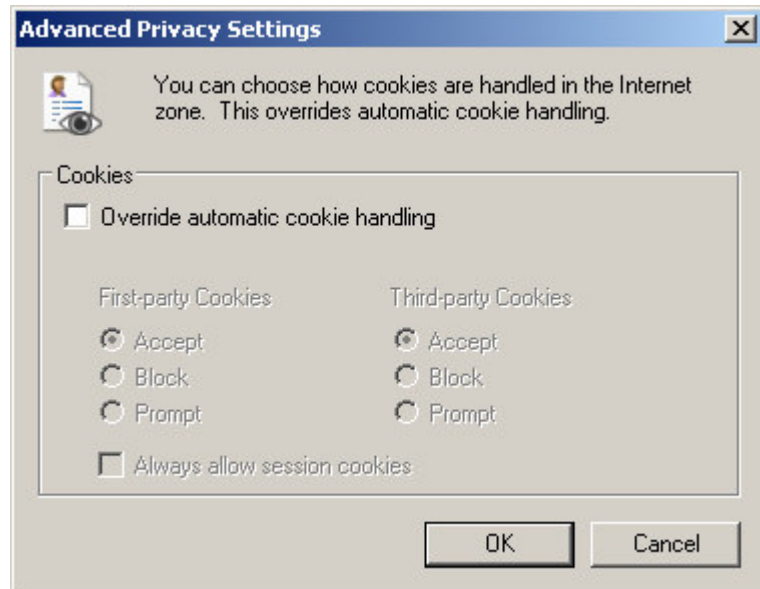 Advanced Privacy Settings
You can choose how cookies are handled in the Internet
zone.  This overrides automatic cookie handling.
Cookies
Override automatic cookie handling
First-party Cookies
Third-party Cookies
Accept
Accept
Block
Block
Prompt
Prompt
Always allow session cookies
OK
Cancel